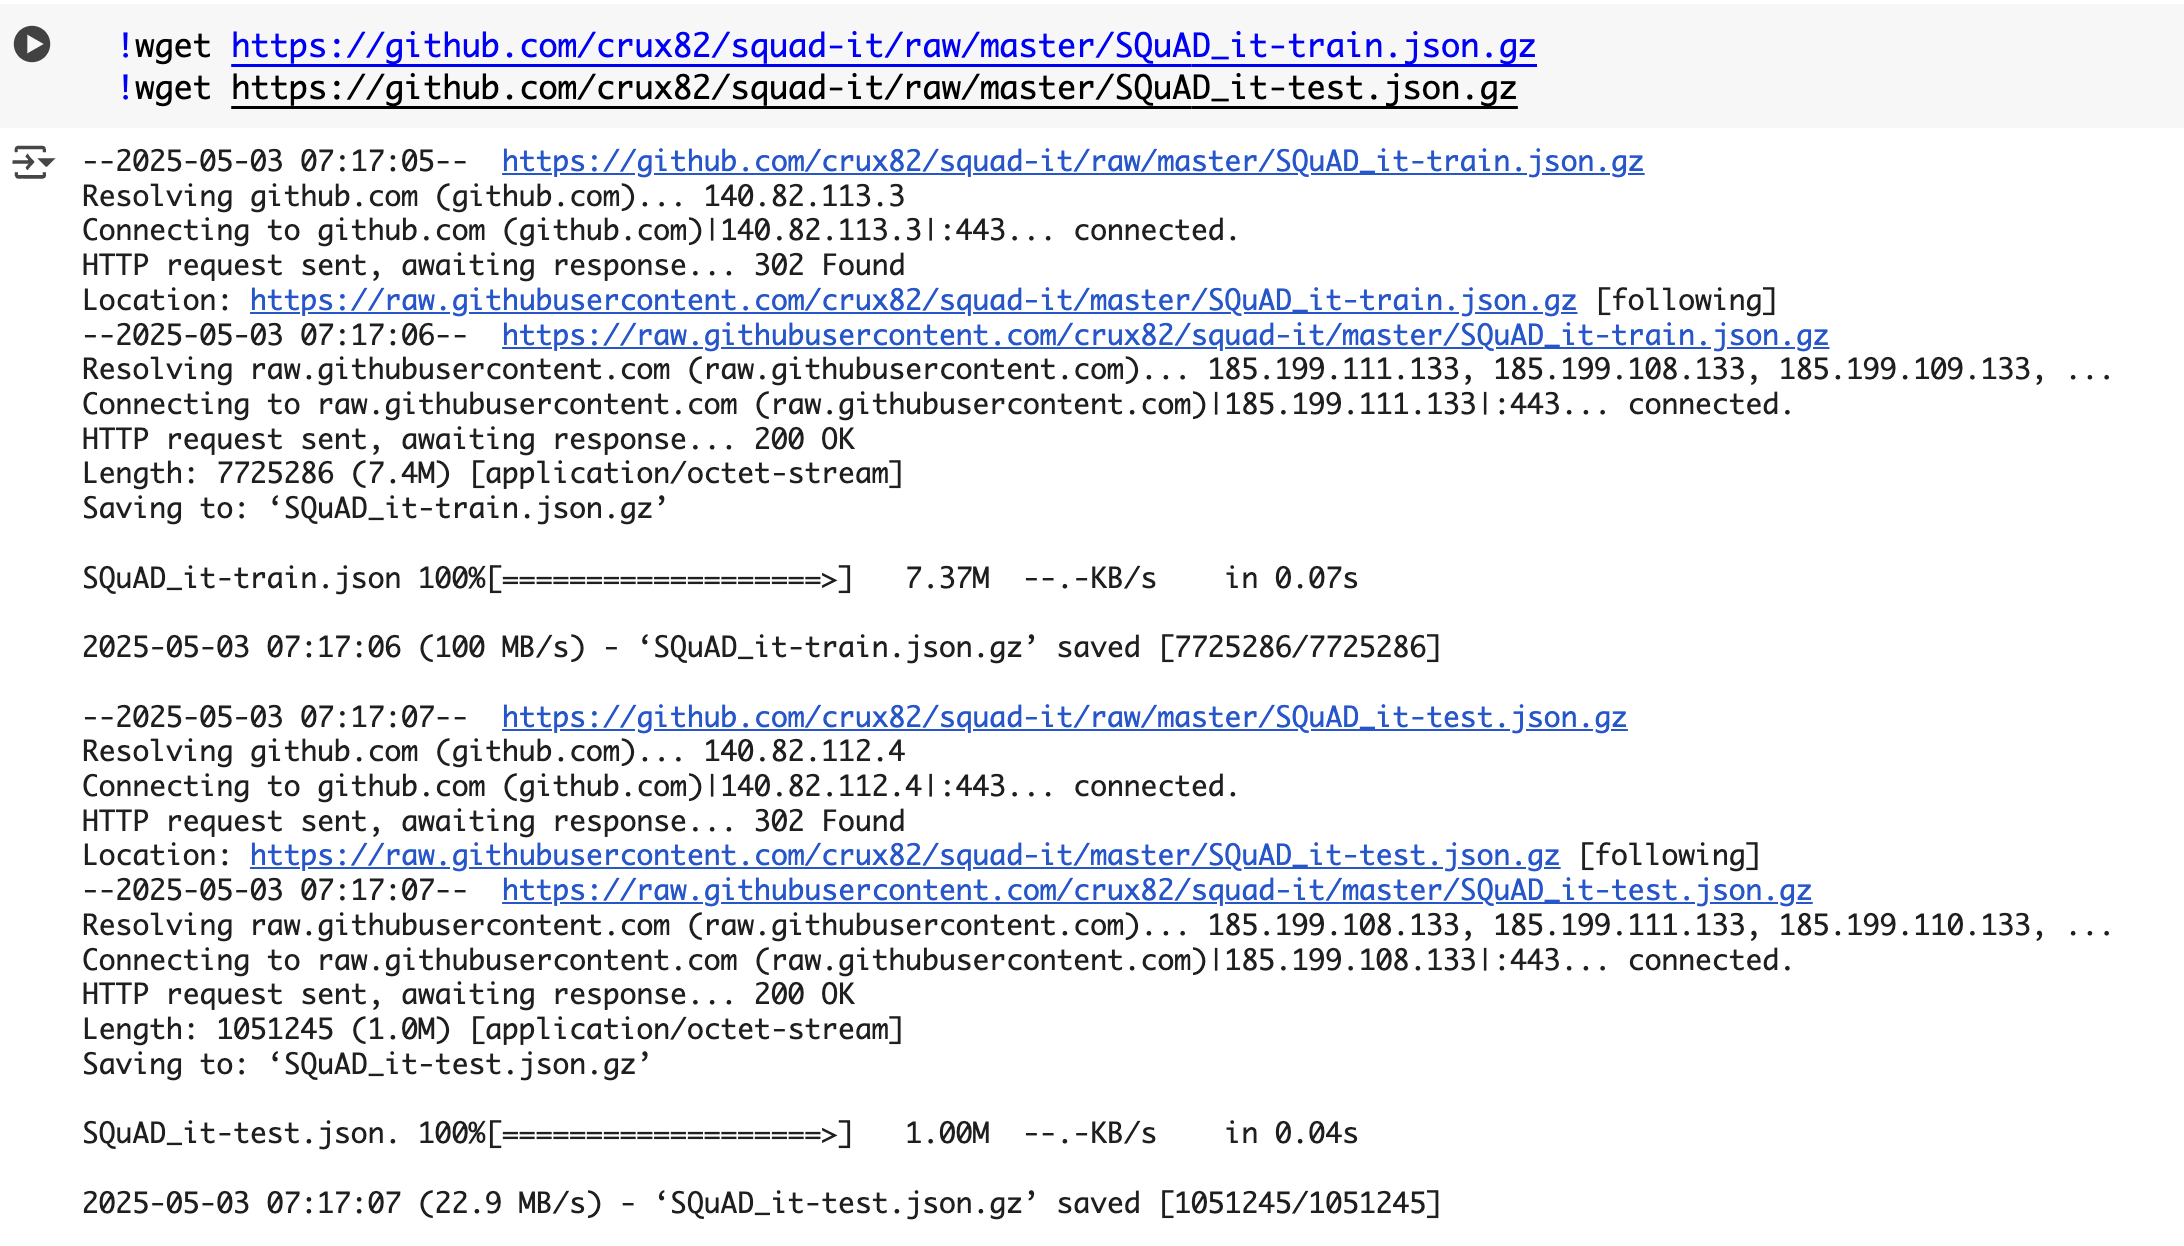 !wget https://github.com/crux82/squad-it/raw/master/SQuAD_it-train.json.gz
!wget https://github.com/crux82/squad-it/raw/master/SQuAD_it-test.json.gz
--2025-05-03 07:17:05--  https://github.com/crux82/squad-it/raw/master/SQuAD_it-train.json.gz
Resolving github.com (github.com)... 140.82.113.3
Connecting to github.com (github.com)|140.82.113.3|:443... connected.
HTTP request sent, awaiting response... 302 Found
Location: https://raw.githubusercontent.com/crux82/squad-it/master/SQuAD_it-train.json.gz [following]
--2025-05-03 07:17:06--  https://raw.githubusercontent.com/crux82/squad-it/master/SQuAD_it-train.json.gz
Resolving raw.githubusercontent.com (raw.githubusercontent.com)... 185.199.111.133, 185.199.108.133, 185.199.109.133, ...
Connecting to raw.githubusercontent.com (raw.githubusercontent.com)|185.199.111.133|:443... connected.
HTTP request sent, awaiting response... 200 OK
Length: 7725286 (7.4M) [application/octet-stream]
Saving to: ‘SQuAD_it-train.json.gz’
SQuAD_it-train.json 100%[===================>]   7.37M  --.-KB/s    in 0.07s
2025-05-03 07:17:06 (100 MB/s) - ‘SQuAD_it-train.json.gz’ saved [7725286/7725286]
--2025-05-03 07:17:07--  https://github.com/crux82/squad-it/raw/master/SQuAD_it-test.json.gz
Resolving github.com (github.com)... 140.82.112.4
Connecting to github.com (github.com)|140.82.112.4|:443... connected.
HTTP request sent, awaiting response... 302 Found
Location: https://raw.githubusercontent.com/crux82/squad-it/master/SQuAD_it-test.json.gz [following]
--2025-05-03 07:17:07--  https://raw.githubusercontent.com/crux82/squad-it/master/SQuAD_it-test.json.gz
Resolving raw.githubusercontent.com (raw.githubusercontent.com)... 185.199.108.133, 185.199.111.133, 185.199.110.133, ...
Connecting to raw.githubusercontent.com (raw.githubusercontent.com)|185.199.108.133|:443... connected.
HTTP request sent, awaiting response... 200 OK
Length: 1051245 (1.0M) [application/octet-stream]
Saving to: ‘SQuAD_it-test.json.gz’
SQuAD_it-test.json. 100%[===================>]   1.00M  --.-KB/s    in 0.04s
2025-05-03 07:17:07 (22.9 MB/s) - ‘SQuAD_it-test.json.gz’ saved [1051245/1051245]